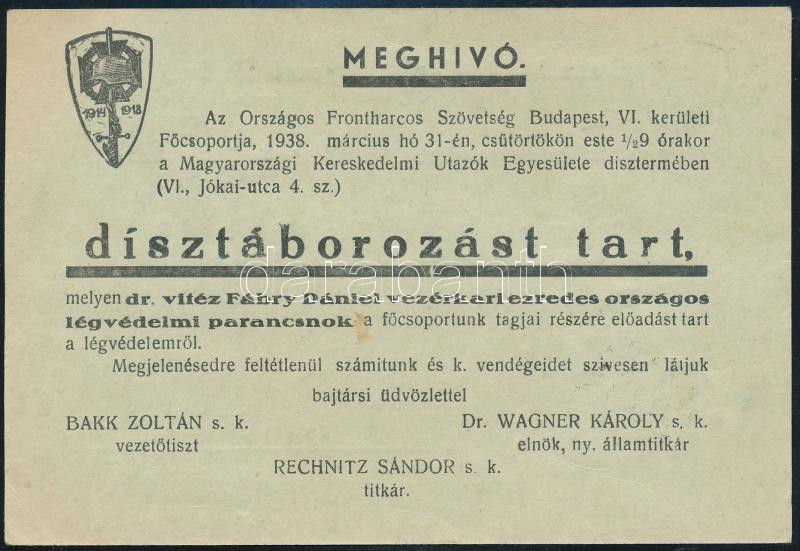 MEGHIVÓ.
1914 1918
Az Országos Frontharcos Szövetség Budapest, VI. kerületi
Főcsoportja, 1938. március hó 31-én, csütörtökön este 1/29 órakor
a Magyarországi Kereskedelmi Utazók Egyesülete disztermében
(VI., Jókai-utca 4. sz.)
dísztáborozást tart,
darabanth
melyen dr. vitéz Fábry Dániel vezérkari ezredes országos
légvédelmi parancsnok a főcsoportunk tagjai részére előadást tart
a légvédelemről.
Megjelenésedre feltétlenül számitunk és k. vendégeidet szivesen látjuk
bajtársi üdvözlettel
BAKK ZOLTÁN s. k.
vezetőtiszt
Dr. WAGNER KÁROLY s. k.
elnök, ny. államtitkár
RECHNITZ SÁNDOR s. k.
titkár.